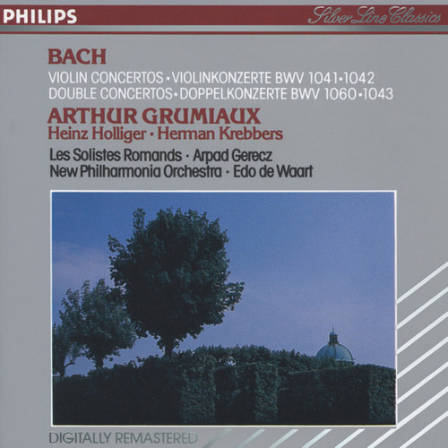 PHILIPS Silver Line Classics
BACH
VIOLIN CONCERTOS · VIOLINKONZERTE BWV 1041 · 1042
DOUBLE CONCERTOS · DOPPELKONZERTE BWV 1060 · 1043
ARTHUR GRUMIAUX
Heinz Holliger · Herman Krebbers
Les Solistes Romands · Arpad Gerecz
New Philharmonia Orchestra · Edo de Waart
DIGITALLY REMASTERED